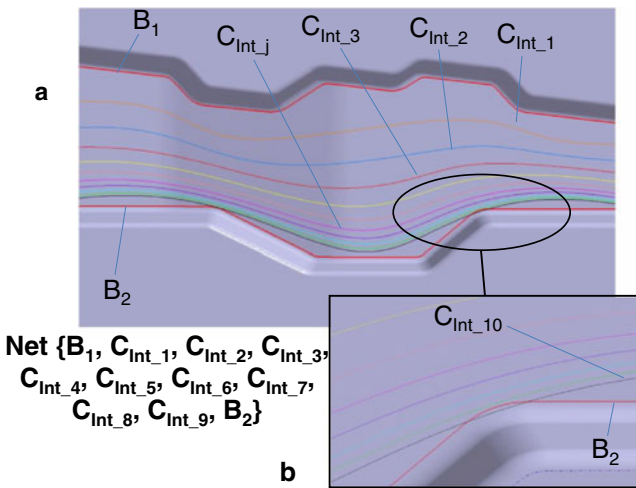 B1
CInt_j
CInt_3
CInt_2
CInt_1
a
B2
Net {B1, CInt_1, CInt_2, CInt_3,
CInt_4, CInt_5, CInt_6, CInt_7,
CInt_8, CInt_9, B2}
CInt_10
B2
b